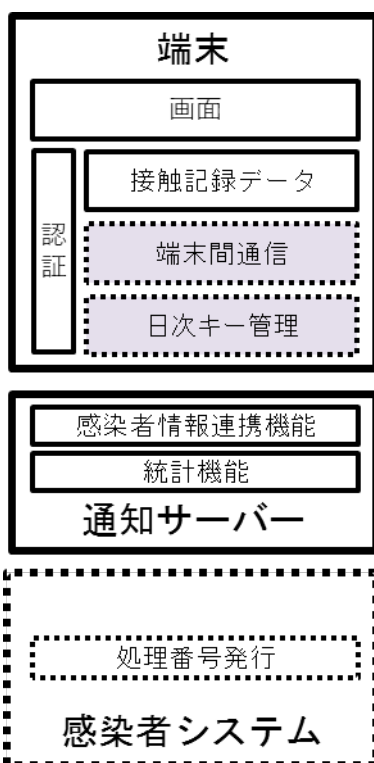 端末
画面
認証
接触記録データ
端末間通信
日次キー管理
感染者情報連携機能
統計機能
通知サーバー
処理番号発行
感染者システム